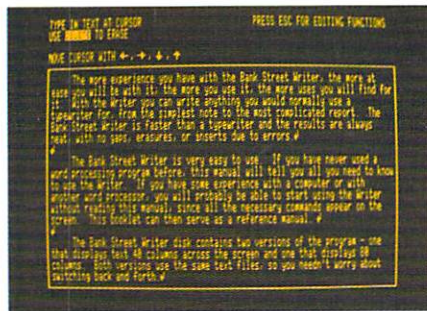 TYPE IN TEXT AT CURSOR PRESS ESC FOR EDITING FUNCTIONS
USE TO ERASE
MOVE CURSOR WITH ←, →, ↓, ↑
The more experience you have with the Bank Street Writer, the more at
ease you will be with it; the more you use it, the more uses you will find for
it. With the Writer you can write anything you would normally use a
typewriter for, from the simplest note to the most complicated report. The
Bank Street Writer is faster than a typewriter and the results are always
neat, with no gaps, erasures, or inserts due to errors.
The Bank Street Writer is very easy to use. If you have never used a
word processing program before, this manual will tell you all you need to know
to use the Writer. If you have some experience with a computer or with
another word processor, you will probably be able to start using the Writer
without reading the manual, since all necessary commands appear on the
screen. This booklet can then serve as a reference manual.
The Bank Street Writer disk contains two versions of the program - one
that displays text 40 columns across the screen and one that displays 80
columns. Both versions use the same text files, so you needn't worry about
switching back and forth.